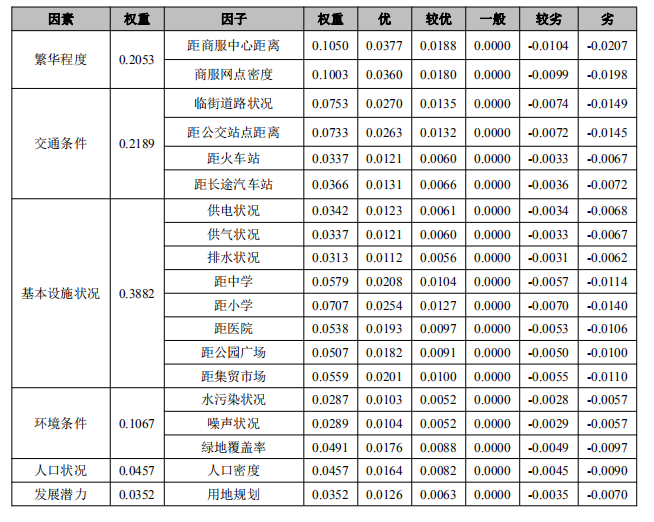 因素 权重 因子 权重 优 较优 一般 较劣 劣
繁华程度 0.2053 距商服中心距离 0.1050 0.0377 0.0188 0.0000 -0.0104 -0.0207
商服网点密度 0.1003 0.0360 0.0180 0.0000 -0.0099 -0.0198
交通条件 0.2189 临街道路状况 0.0753 0.0270 0.0135 0.0000 -0.0074 -0.0149
距公交站点距离 0.0733 0.0263 0.0132 0.0000 -0.0072 -0.0145
距火车站 0.0337 0.0121 0.0060 0.0000 -0.0033 -0.0067
距长途汽车站 0.0366 0.0131 0.0066 0.0000 -0.0036 -0.0072
基本设施状况 0.3882 供电状况 0.0342 0.0123 0.0061 0.0000 -0.0034 -0.0068
供气状况 0.0337 0.0121 0.0060 0.0000 -0.0033 -0.0067
排水状况 0.0313 0.0112 0.0056 0.0000 -0.0031 -0.0062
距中学 0.0579 0.0208 0.0104 0.0000 -0.0057 -0.0114
距小学 0.0707 0.0254 0.0127 0.0000 -0.0070 -0.0140
距医院 0.0538 0.0193 0.0097 0.0000 -0.0053 -0.0106
距公园广场 0.0507 0.0182 0.0091 0.0000 -0.0050 -0.0100
距集贸市场 0.0559 0.0201 0.0100 0.0000 -0.0055 -0.0110
环境条件 0.1067 水污染状况 0.0287 0.0103 0.0052 0.0000 -0.0028 -0.0057
噪声状况 0.0289 0.0104 0.0052 0.0000 -0.0029 -0.0057
绿地覆盖率 0.0491 0.0176 0.0088 0.0000 -0.0049 -0.0097
人口状况 0.0457 人口密度 0.0457 0.0164 0.0082 0.0000 -0.0045 -0.0090
发展潜力 0.0352 用地规划 0.0352 0.0126 0.0063 0.0000 -0.0035 -0.0070